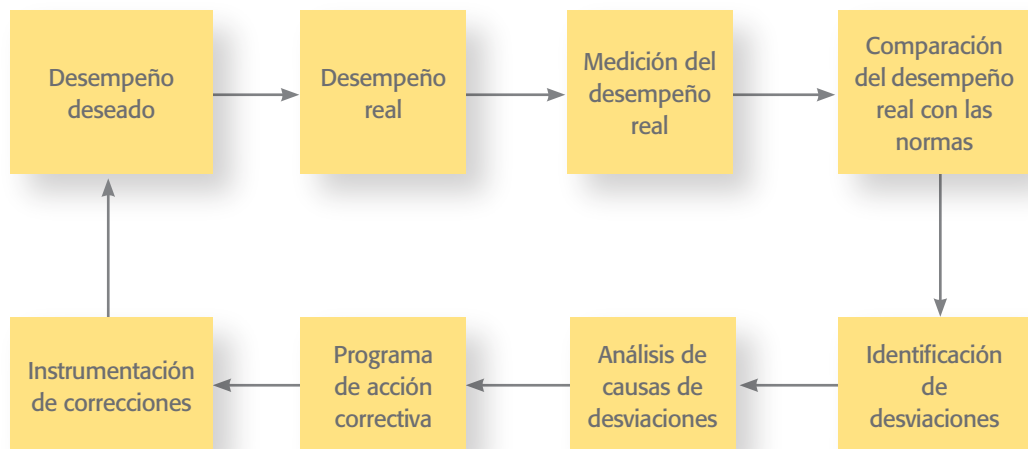 Desempeño
deseado
Desempeño
real
Medición del
desempeño
real
Comparación
del desempeño
real con las
normas
Instrumentación
de correcciones
Programa
de acción
correctiva
Análisis de
causas de
desviaciones
Identificación
de
desviaciones